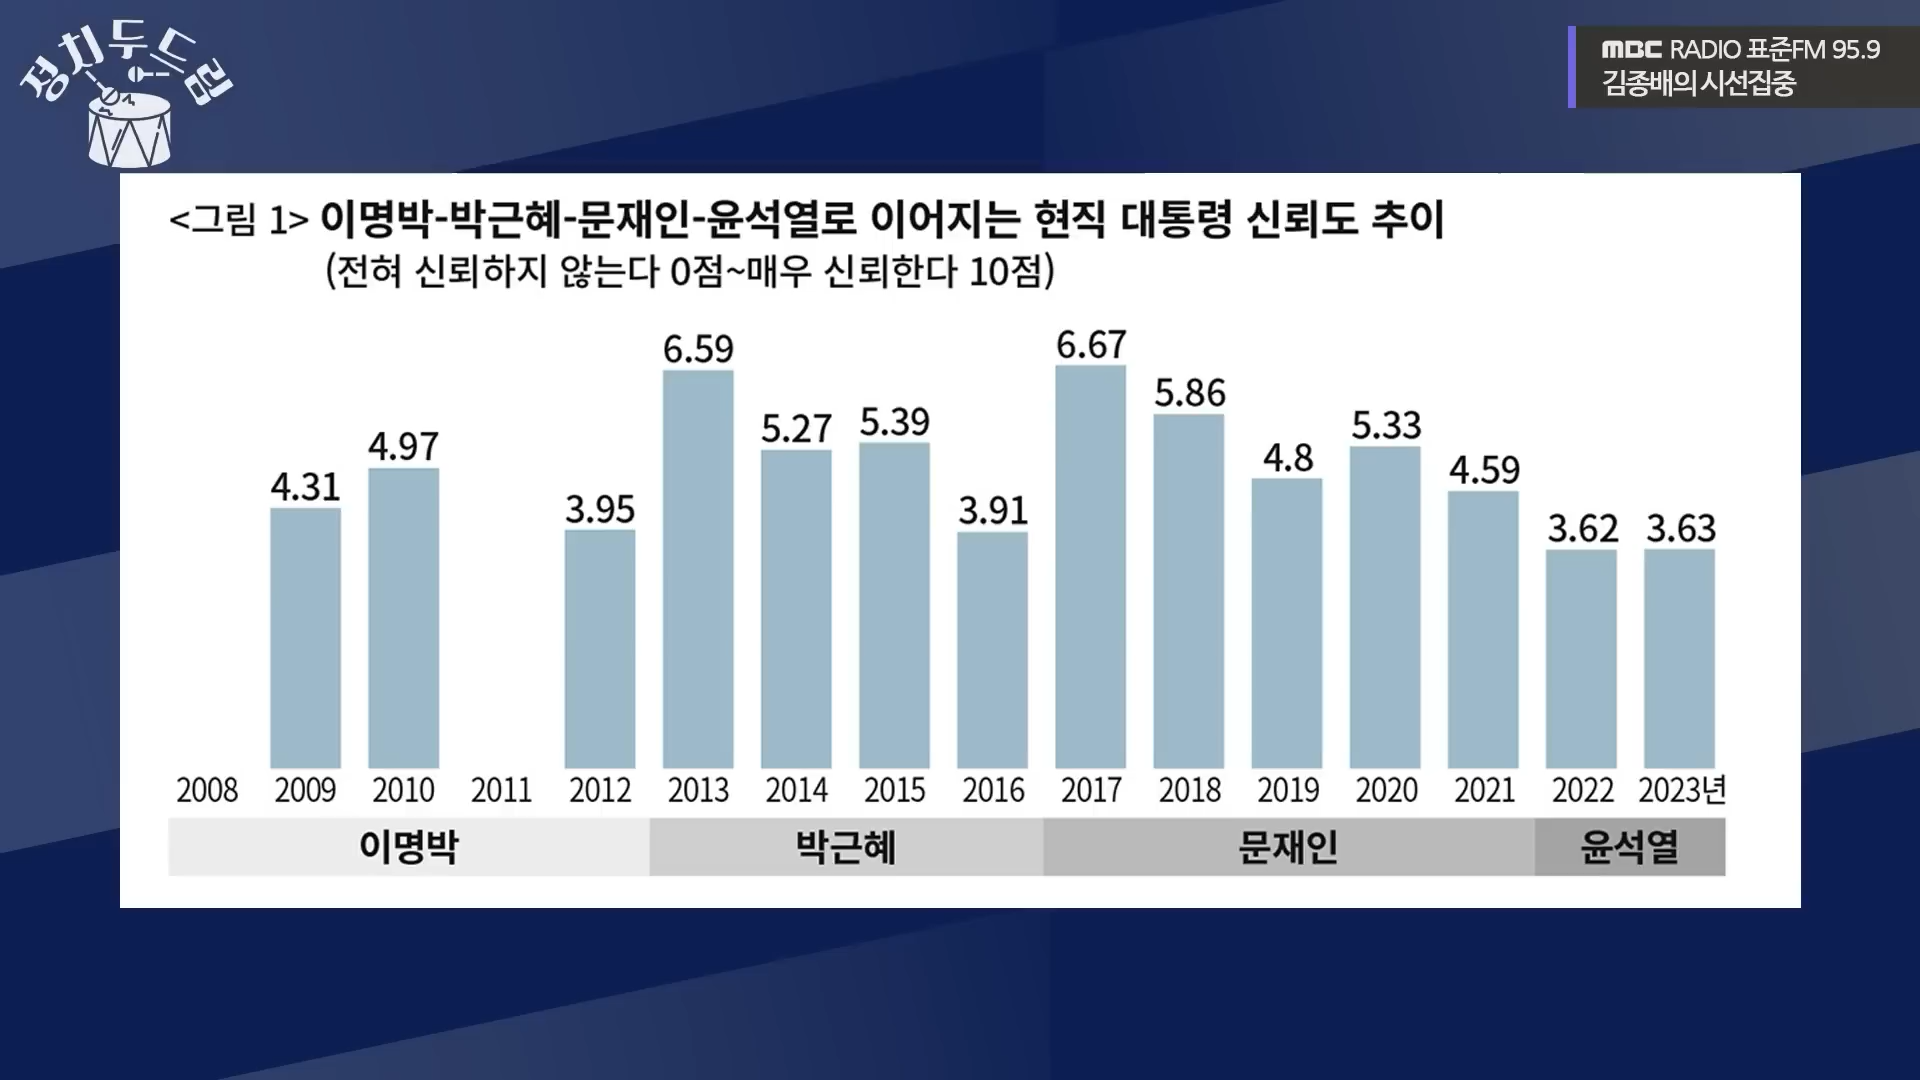 정치두드림
MBC RADIO 표준FM 95.9
김종배의 시선집중
<그림 1> 이명박-박근혜-문재인-윤석열로 이어지는 현직 대통령 신뢰도 추이
(전혀 신뢰하지 않는다 0점~매우 신뢰한다 10점)
4.31 4.97 3.95 6.59 5.27 5.39 3.91 6.67 5.86 4.8 5.33 4.59 3.62 3.63
2008 2009 2010 2011 2012 2013 2014 2015 2016 2017 2018 2019 2020 2021 2022 2023년
이명박 박근혜 문재인 윤석열